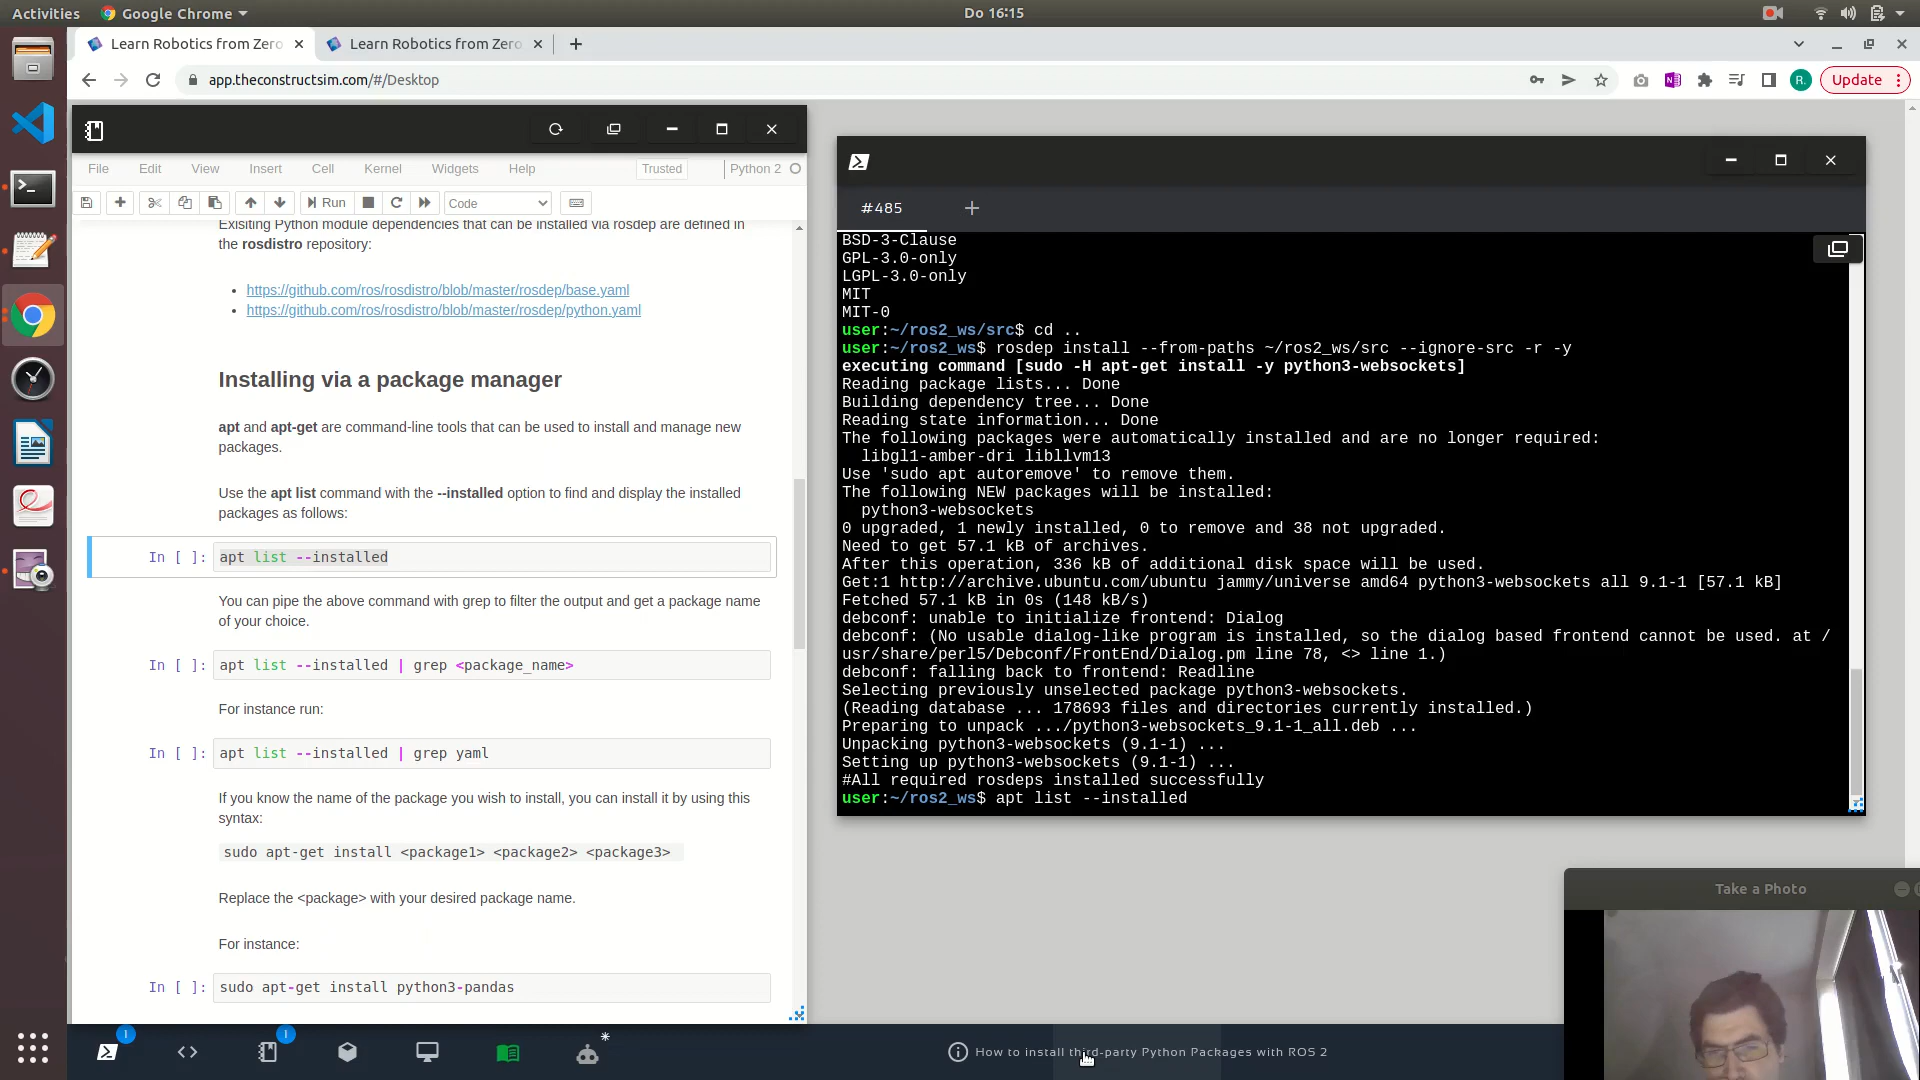 Activities
Google Chrome
Do 16:15
Learn Robotics from Zero
Learn Robotics from Zero
app.theconstructsim.com/#/Desktop
R.
Update
File Edit View Insert Cell Kernel Widgets Help
Trusted
Python 2
Run
Code
Exisiting Python module dependencies that can be installed via rosdep are defined in
the rosdistro repository:
https://github.com/ros/rosdistro/blob/master/rosdep/base.yaml
https://github.com/ros/rosdistro/blob/master/rosdep/python.yaml
Installing via a package manager
apt and apt-get are command-line tools that can be used to install and manage new
packages.
Use the apt list command with the --installed option to find and display the installed
packages as follows:
In [ ]: apt list --installed
You can pipe the above command with grep to filter the output and get a package name
of your choice.
In [ ]: apt list --installed | grep <package_name>
For instance run:
In [ ]: apt list --installed | grep yaml
If you know the name of the package you wish to install, you can install it by using this
syntax:
sudo apt-get install <package1> <package2> <package3>
Replace the <package> with your desired package name.
For instance:
In [ ]: sudo apt-get install python3-pandas
#485
BSD-3-Clause
GPL-3.0-only
LGPL-3.0-only
MIT
MIT-0
user:~/ros2_ws/src$ cd ..
user:~/ros2_ws$ rosdep install --from-paths ~/ros2_ws/src --ignore-src -r -y
executing command [sudo -H apt-get install -y python3-websockets]
Reading package lists... Done
Building dependency tree... Done
Reading state information... Done
The following packages were automatically installed and are no longer required:
libgl1-amber-dri libllvm13
Use 'sudo apt autoremove' to remove them.
The following NEW packages will be installed:
python3-websockets
0 upgraded, 1 newly installed, 0 to remove and 38 not upgraded.
Need to get 57.1 kB of archives.
After this operation, 336 kB of additional disk space will be used.
Get:1 http://archive.ubuntu.com/ubuntu jammy/universe amd64 python3-websockets all 9.1-1 [57.1 kB]
Fetched 57.1 kB in 0s (148 kB/s)
debconf: unable to initialize frontend: Dialog
debconf: (No usable dialog-like program is installed, so the dialog based frontend cannot be used. at /
usr/share/perl5/Debconf/FrontEnd/Dialog.pm line 78, <> line 1.)
debconf: falling back to frontend: Readline
Selecting previously unselected package python3-websockets.
(Reading database ... 178693 files and directories currently installed.)
Preparing to unpack .../python3-websockets_9.1-1_all.deb ...
Unpacking python3-websockets (9.1-1) ...
Setting up python3-websockets (9.1-1) ...
#All required rosdeps installed successfully
user:~/ros2_ws$ apt list --installed
Take a Photo
1
1
How to install third-party Python Packages with ROS 2